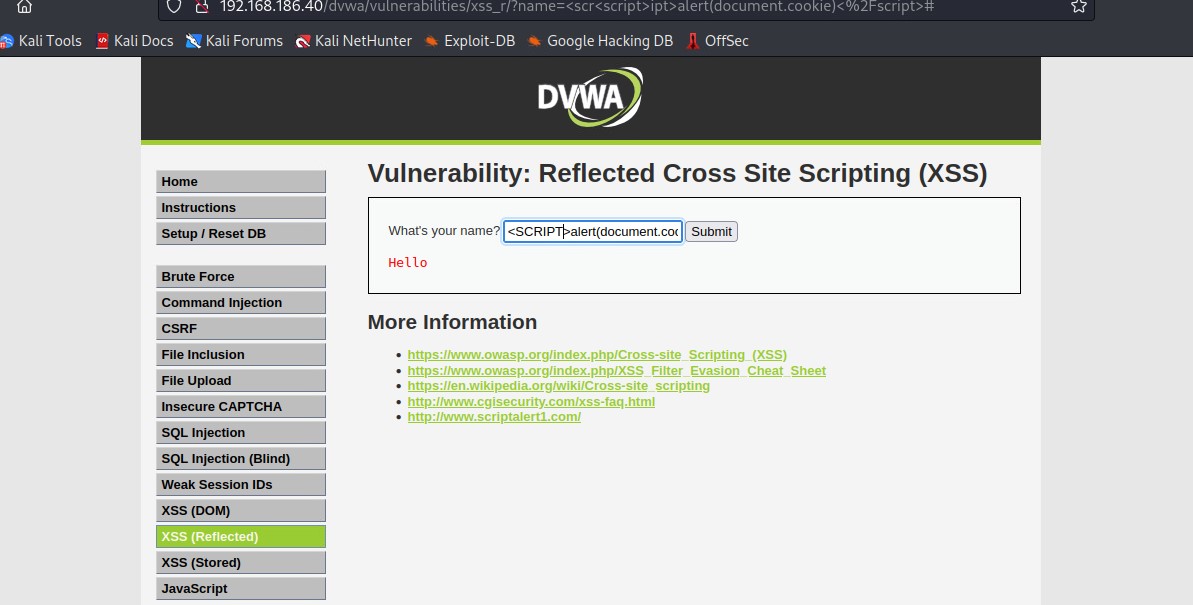 192.168.186.40/dvwa/vulnerabilities/xss_r/?name=<scr<script>ipt>alert(document.cookie)<%2Fscript>#
Kali Tools Kali Docs Kali Forums Kali NetHunter Exploit-DB Google Hacking DB OffSec
DVWA
Home
Instructions
Setup / Reset DB
Brute Force
Command Injection
CSRF
File Inclusion
File Upload
Insecure CAPTCHA
SQL Injection
SQL Injection (Blind)
Weak Session IDs
XSS (DOM)
XSS (Reflected)
XSS (Stored)
JavaScript
Vulnerability: Reflected Cross Site Scripting (XSS)
What's your name? <SCRIPT>alert(document.coo Submit
Hello
More Information
https://www.owasp.org/index.php/Cross-site_Scripting_(XSS)
https://www.owasp.org/index.php/XSS_Filter_Evasion_Cheat_Sheet
https://en.wikipedia.org/wiki/Cross-site_scripting
http://www.cgisecurity.com/xss-faq.html
http://www.scriptalert1.com/